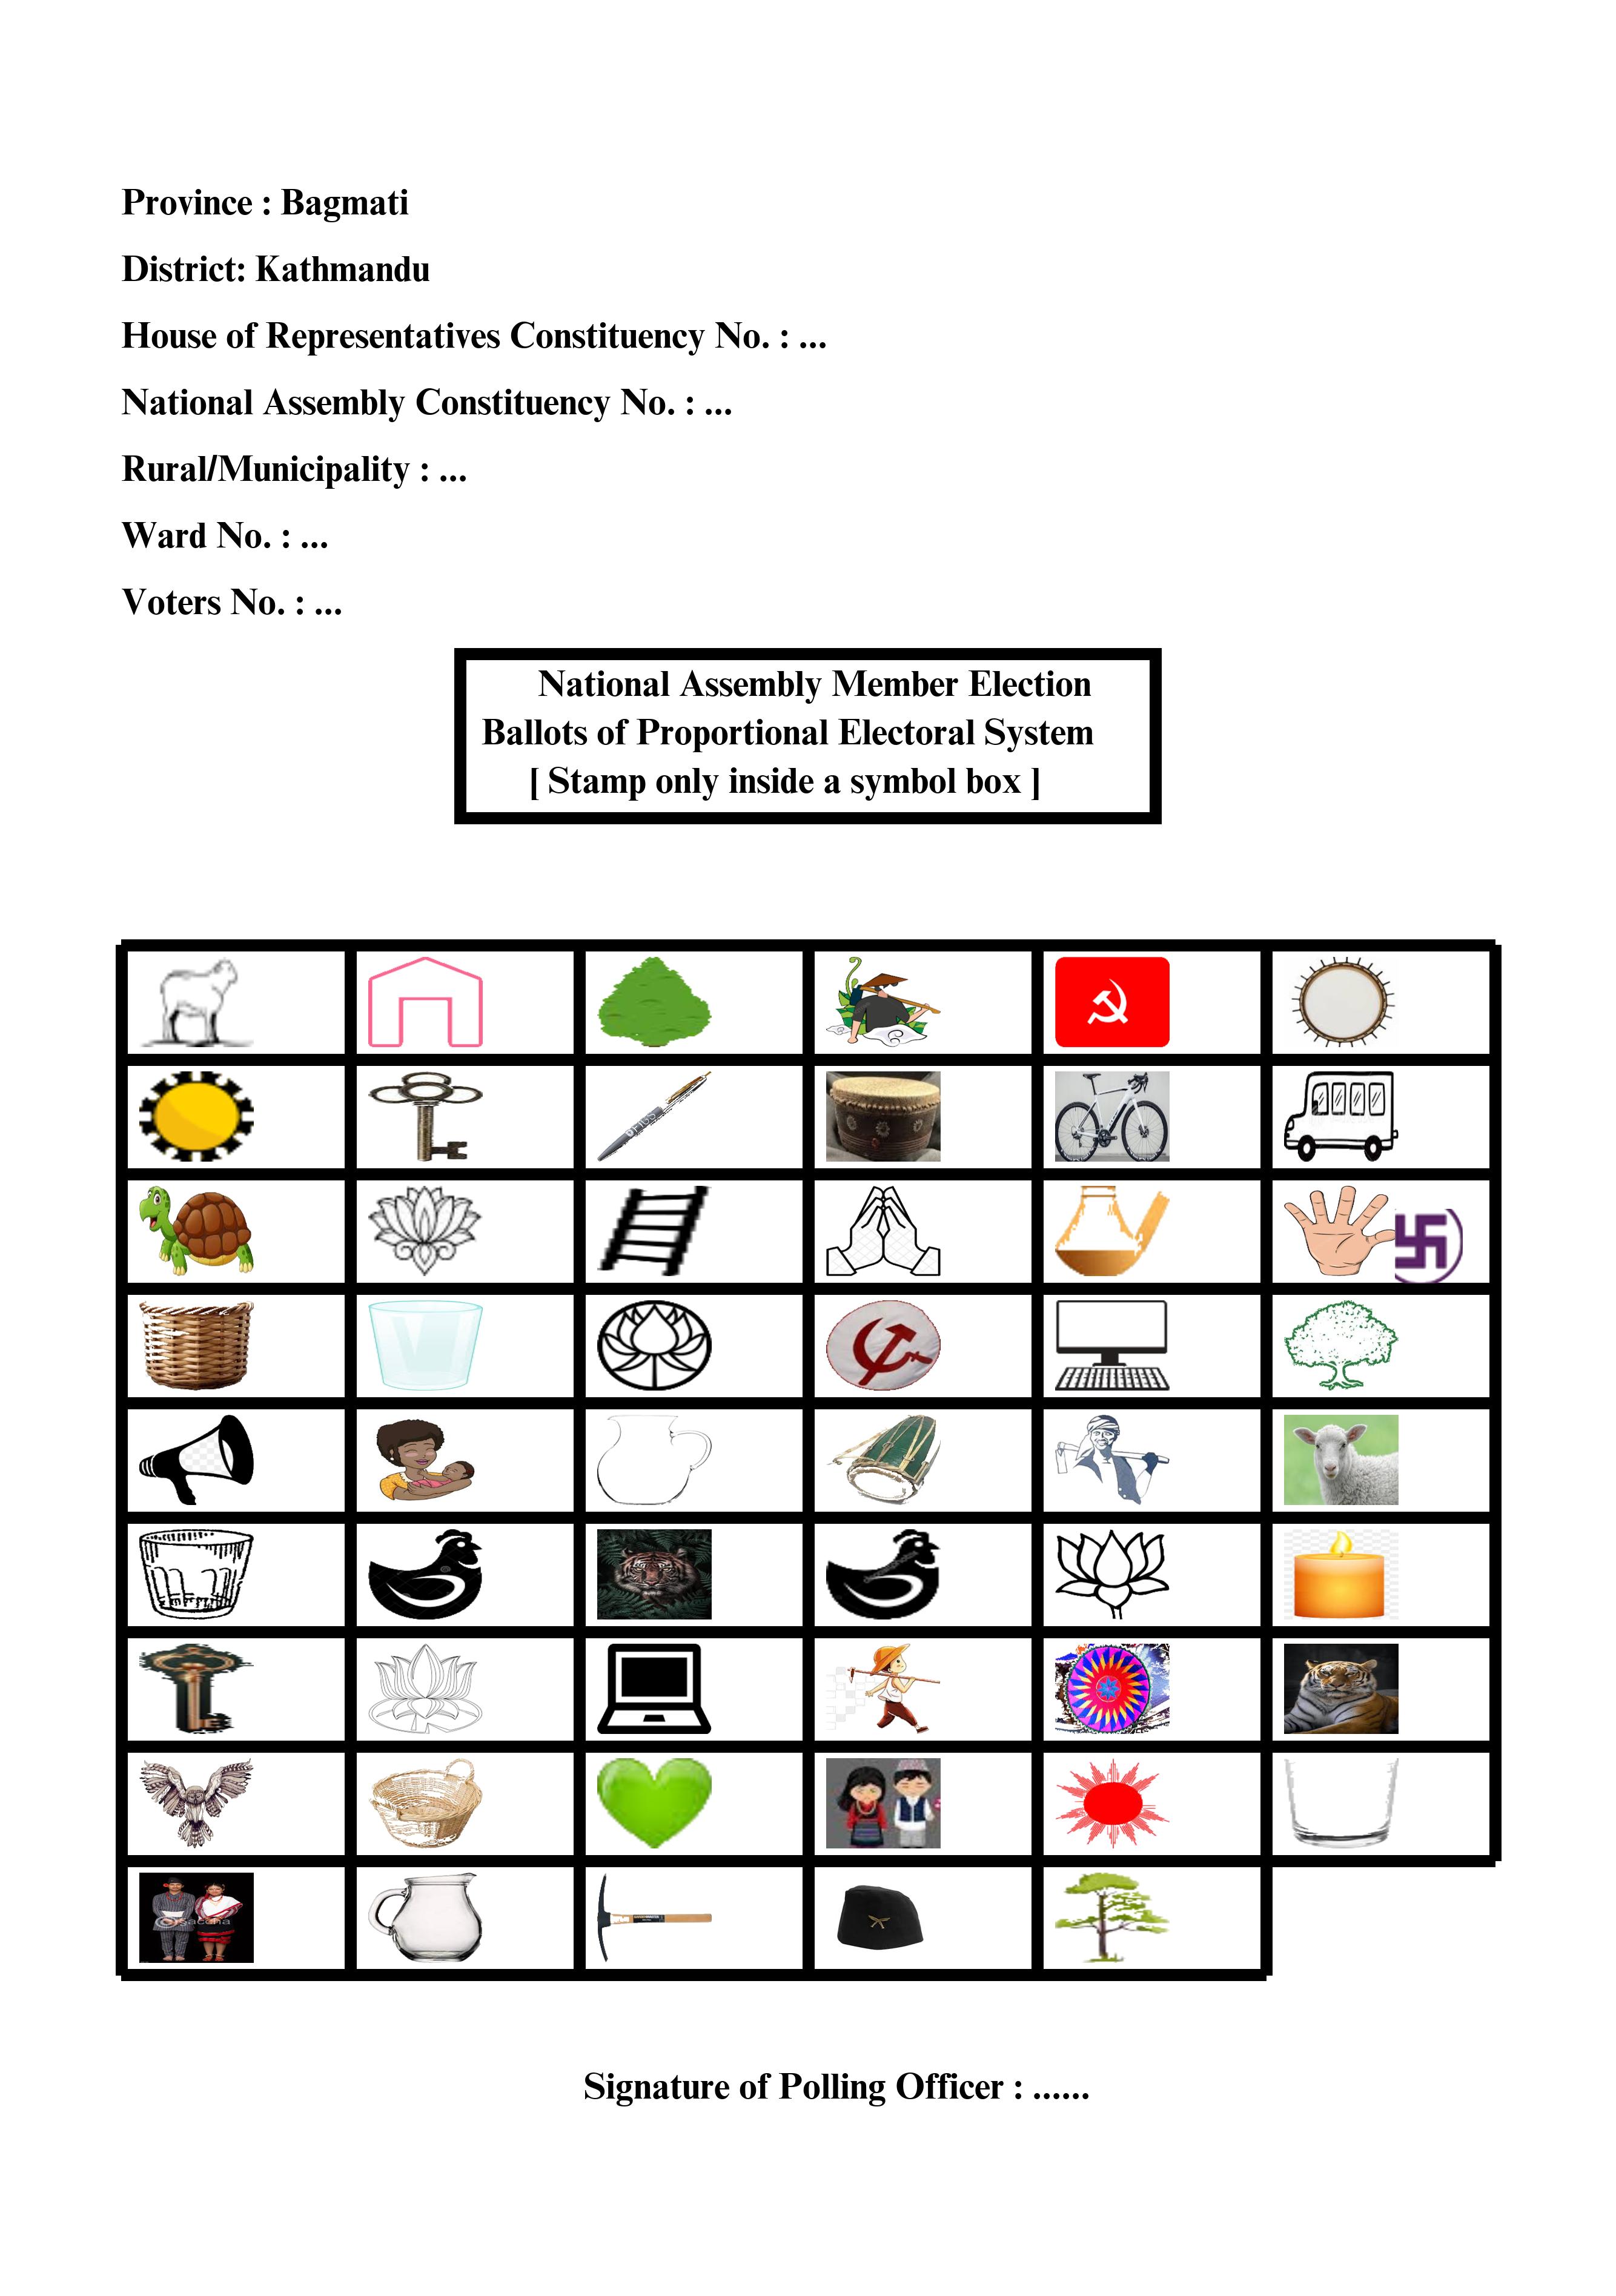 Province : Bagmati
District: Kathmandu
House of Representatives Constituency No. : ...
National Assembly Constituency No. : ...
Rural/Municipality : ...
Ward No. : ...
Voters No. : ...
National Assembly Member Election
Ballots of Proportional Electoral System
[ Stamp only inside a symbol box ]
Signature of Polling Officer : ......